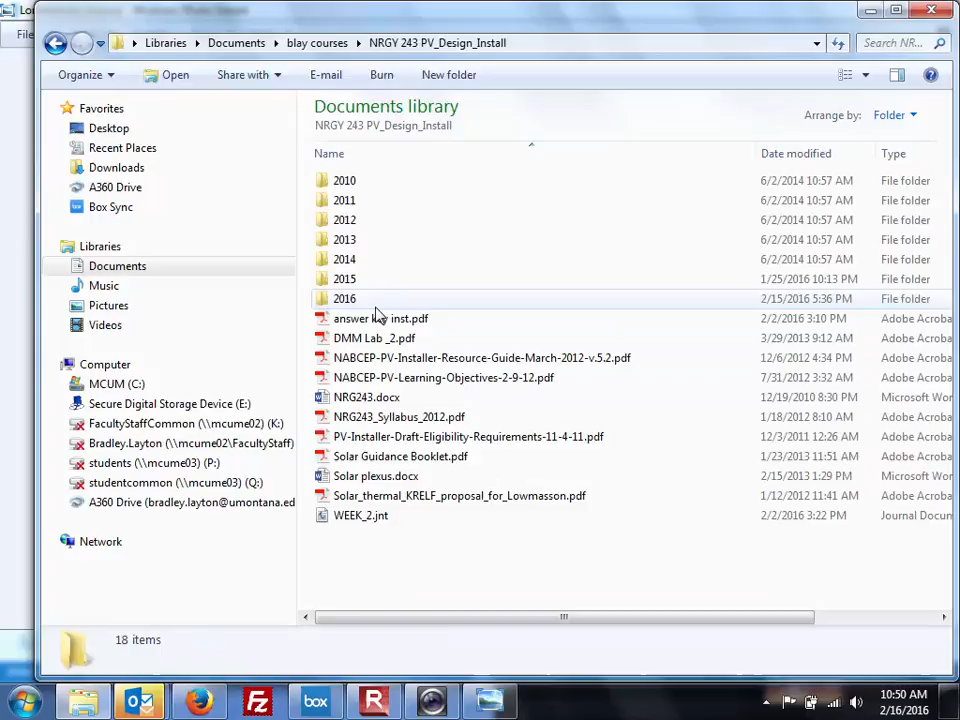 File
Libraries Documents blay courses NRGY 243 PV_Design_Install Search NR...
Organize Open Share with E-mail Burn New folder
Favorites
Desktop
Recent Places
Downloads
A360 Drive
Box Sync
Libraries
Documents
Music
Pictures
Videos
Computer
MCUM (C:)
Secure Digital Storage Device (E:)
FacultyStaffCommon (\\mcume02) (K:)
Bradley.Layton (\\mcume02\FacultyStaff)
students (\\mcume03) (P:)
studentcommon (\\mcume03) (Q:)
A360 Drive (bradley.layton@umontana.ed
Network
Documents library
NRGY 243 PV_Design_Install
Arrange by: Folder
Name Date modified Type
2010 6/2/2014 10:57 AM File folder
2011 6/2/2014 10:57 AM File folder
2012 6/2/2014 10:57 AM File folder
2013 6/2/2014 10:57 AM File folder
2014 6/2/2014 10:57 AM File folder
2015 1/25/2016 10:13 PM File folder
2016 2/15/2016 5:36 PM File folder
answer inst.pdf 2/2/2016 3:10 PM Adobe Acroba
DMM Lab _2.pdf 3/29/2013 9:12 AM Adobe Acroba
NABCEP-PV-Installer-Resource-Guide-March-2012-v.5.2.pdf 12/6/2012 4:34 PM Adobe Acroba
NABCEP-PV-Learning-Objectives-2-9-12.pdf 7/31/2012 3:32 AM Adobe Acroba
NRG243.docx 12/19/2010 8:30 PM Microsoft Wor
NRG243_Syllabus_2012.pdf 1/18/2012 8:10 AM Adobe Acroba
PV-Installer-Draft-Eligibility-Requirements-11-4-11.pdf 12/3/2011 12:26 AM Adobe Acroba
Solar Guidance Booklet.pdf 1/23/2013 11:51 AM Adobe Acroba
Solar plexus.docx 2/15/2013 1:29 PM Microsoft Wor
Solar_thermal_KRELF_proposal_for_Lowmasson.pdf 1/12/2012 11:41 AM Adobe Acroba
WEEK_2.jnt 2/2/2016 3:22 PM Journal Docun
18 items
box
10:50 AM
2/16/2016